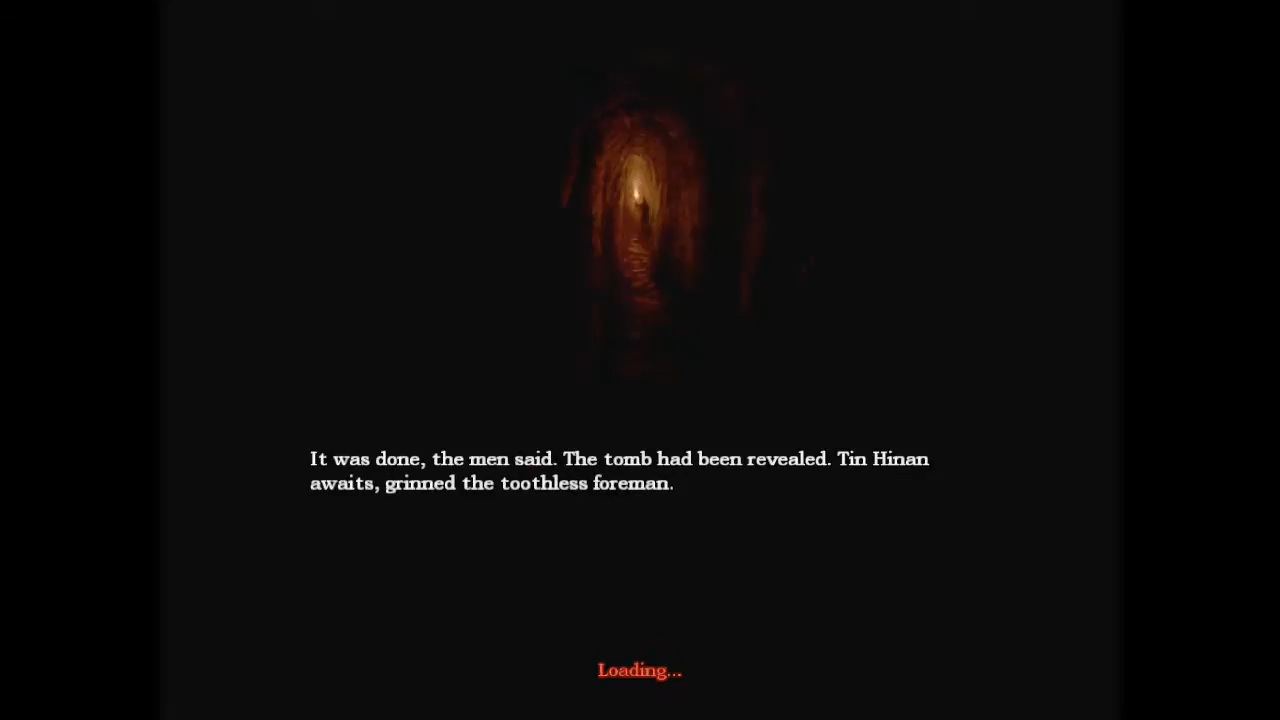 It was done, the men said. The tomb had been revealed. Tin Hinan
awaits, grinned the toothless foreman.
Loading...